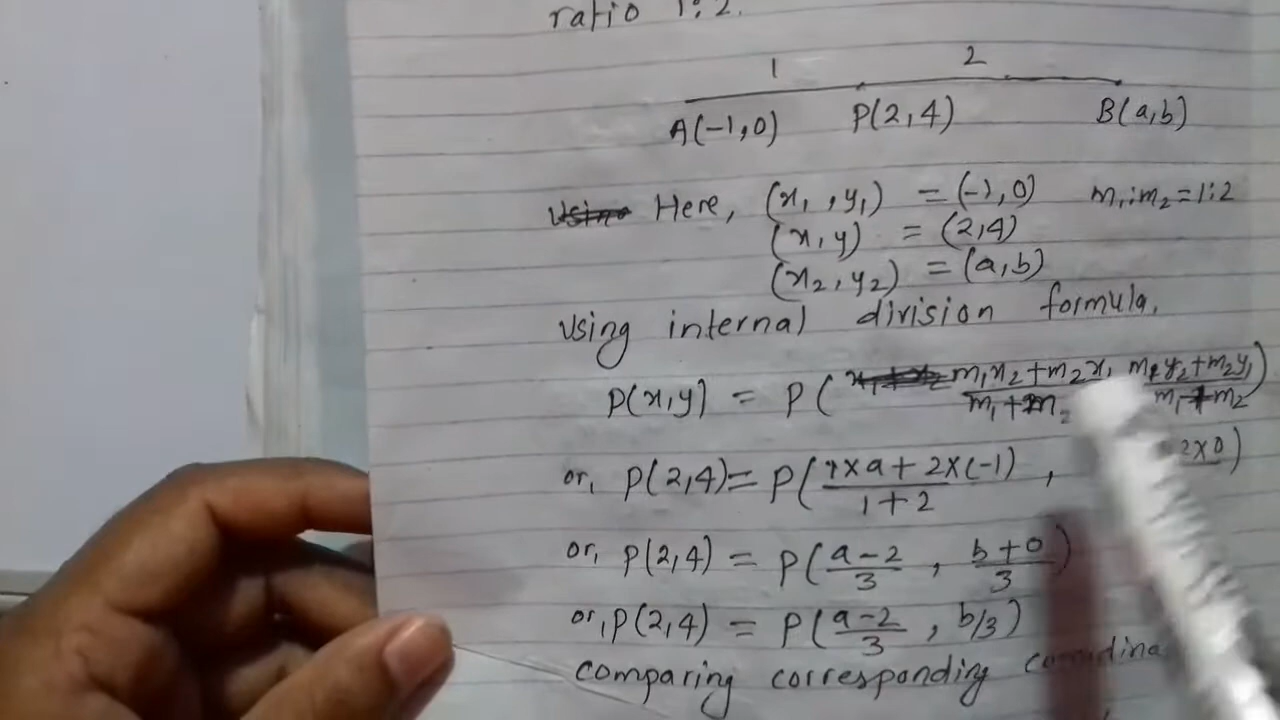 ratio 1:2.
1 2
A(-1,0) P(2,4) B(a,b)
Here, (x₁, y₁) = (-1, 0) m₁:m₂ = 1:2
(x, y) = (2,4)
(x₂, y₂) = (a, b)
Using internal division formula,
P(x,y) = P( m₁x₂+m₂x₁ / m₁+m₂ m₁y₂+m₂y₁ / m₁+m₂ )
or, P(2,4) = P( 1×a + 2×(-1) / 1+2 , 2×0 )
or, P(2,4) = P( a-2 / 3 , b+0 / 3 )
or, P(2,4) = P( a-2 / 3 , b/3 )
comparing corresponding